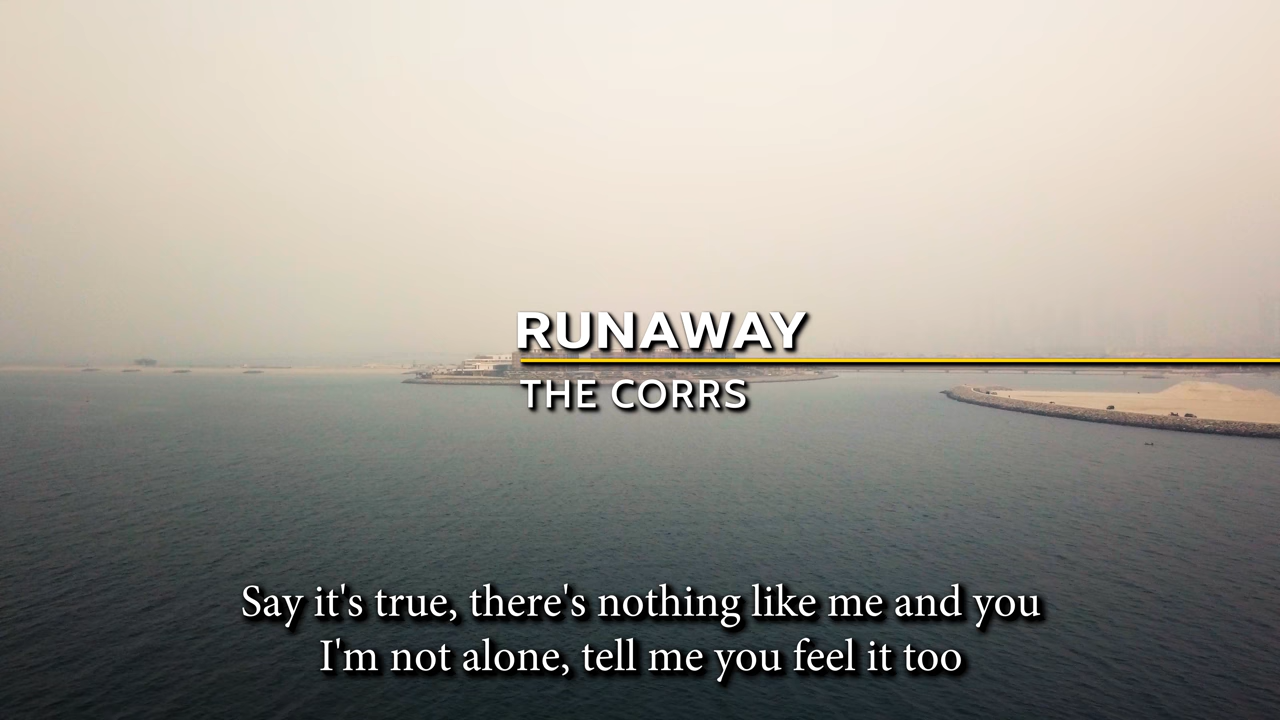 RUNAWAY
THE CORRS
Say it's true, there's nothing like me and you
I'm not alone, tell me you feel it too